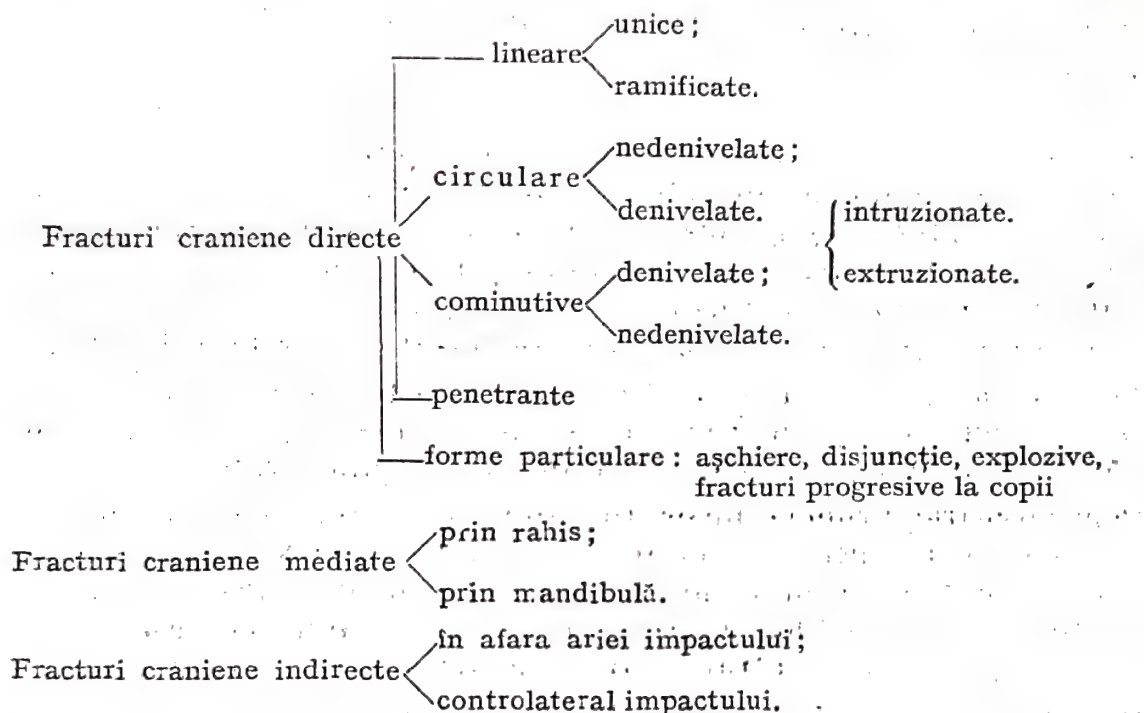 unice;
lineare
ramificate.
nedenivelate;
circulare
denivelate.
intruzionate.
Fracturi craniene directe
denivelate;
extruzionate.
cominutive
nedenivelate.
penetrante
forme particulare: așchiere, disjuncție, explozive,
fracturi progresive la copii
prin rahis;
Fracturi craniene mediate
prin mandibulă.
în afara ariei impactului;
Fracturi craniene indirecte
controlateral impactului.